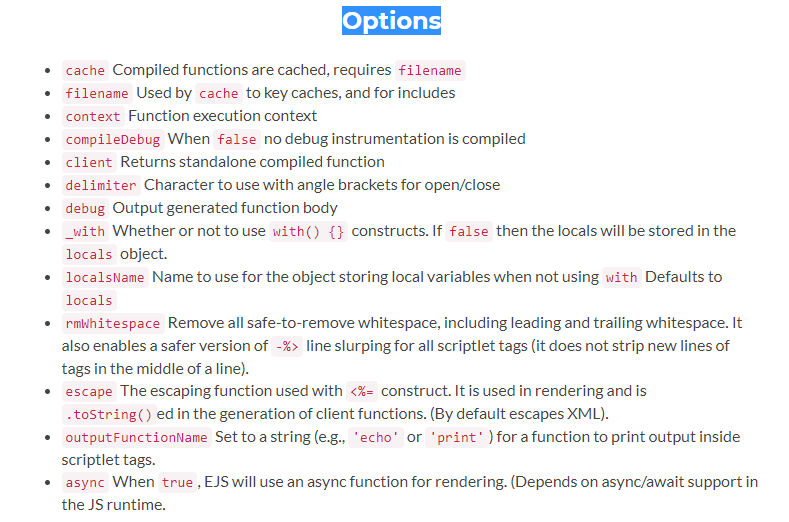 Options
cache Compiled functions are cached, requires filename
filename Used by cache to key caches, and for includes
context Function execution context
compileDebug When false no debug instrumentation is compiled
client Returns standalone compiled function
delimiter Character to use with angle brackets for open/close
debug Output generated function body
_with Whether or not to use with() {} constructs. If false then the locals will be stored in the
locals object.
localsName Name to use for the object storing local variables when not using with Defaults to
locals
rmWhitespace Remove all safe-to-remove whitespace, including leading and trailing whitespace. It
also enables a safer version of -%> line slurping for all scriptlet tags (it does not strip new lines of
tags in the middle of a line).
escape The escaping function used with <%= construct. It is used in rendering and is
.toString() ed in the generation of client functions. (By default escapes XML).
outputFunctionName Set to a string (e.g., 'echo' or 'print' ) for a function to print output inside
scriptlet tags.
async When true , EJS will use an async function for rendering. (Depends on async/await support in
the JS runtime.